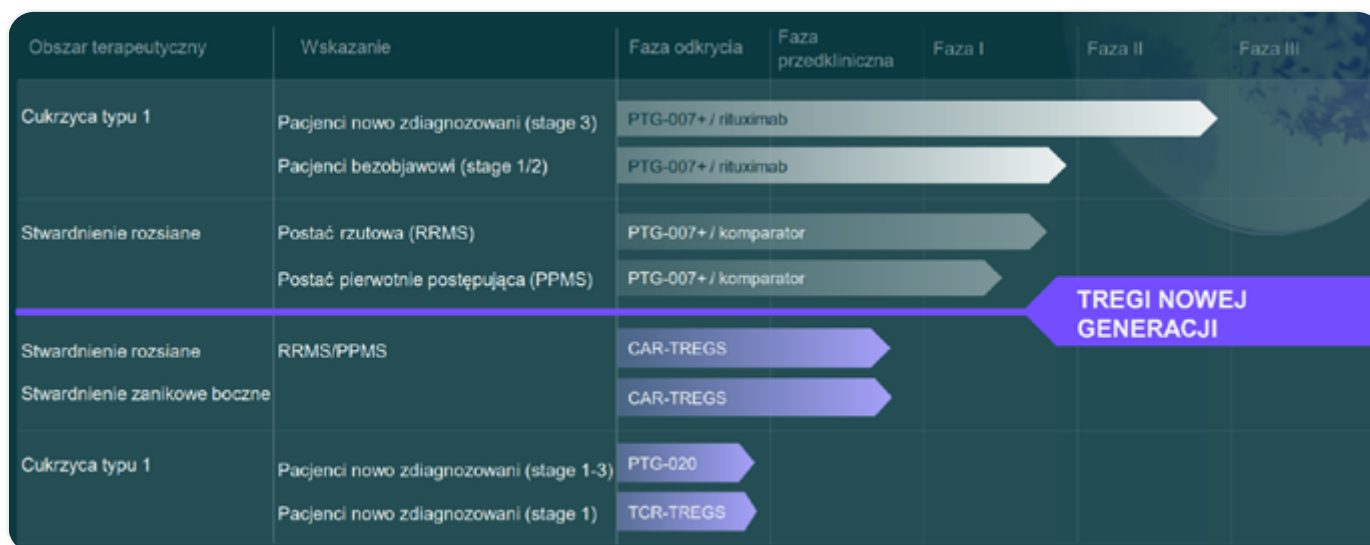 Obszar terapeutyczny Wskazanie Faza odkrycia Faza przedkliniczna Faza I Faza II Faza III
Cukrzyca typu 1 Pacjenci nowo zdiagnozowani (stage 3) PTG-007+ / rituximab
Pacjenci bezobjawowi (stage 1/2) PTG-007+ / rituximab
Stwardnienie rozsiane Postać rzutowa (RRMS) PTG-007+ / komparator
Postać pierwotnie postępująca (PPMS) PTG-007+ / komparator
TREGI NOWEJ
GENERACJI
Stwardnienie rozsiane RRMS/PPMS CAR-TREGS
Stwardnienie zanikowe boczne CAR-TREGS
Cukrzyca typu 1 Pacjenci nowo zdiagnozowani (stage 1-3) PTG-020
Pacjenci nowo zdiagnozowani (stage 1) TCR-TREGS